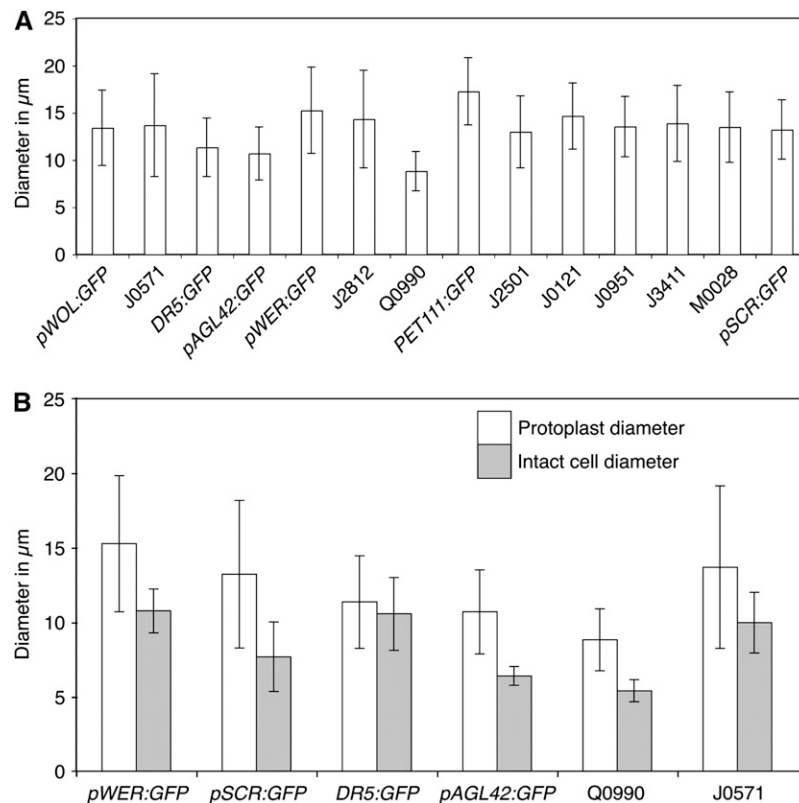 A
25
20
15
10
5
0
Diameter in µm
pWOL:GFP
J0571
DR5:GFP
pAGL42:GFP
pWER:GFP
J2812
Q0990
PET111:GFP
J2501
J0121
J0951
J3411
M0028
pSCR:GFP
B
25
20
15
10
5
0
Diameter in µm
Protoplast diameter
Intact cell diameter
pWER:GFP
pSCR:GFP
DR5:GFP
pAGL42:GFP
Q0990
J0571